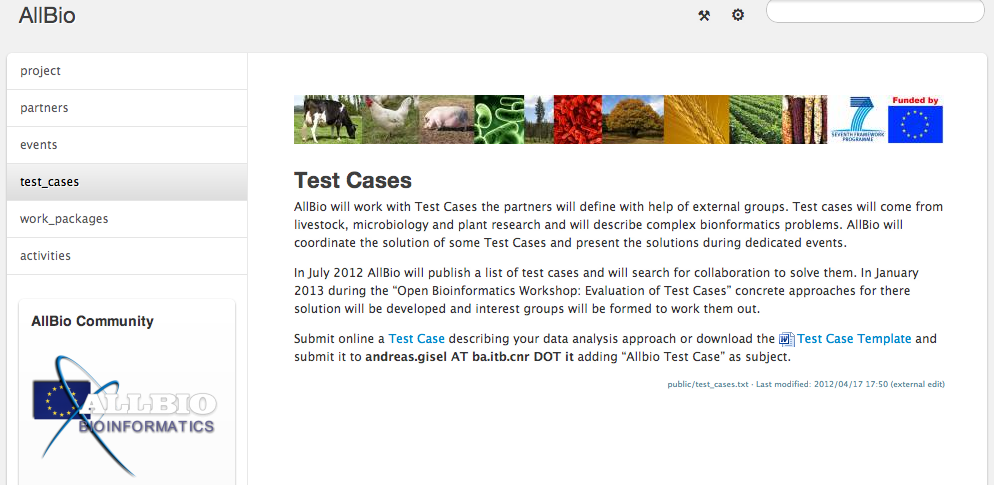 AllBio
project
partners
events
test_cases
work_packages
activities
AllBio Community
ALLBIO
BIOINFORMATICS
SEVENTH FRAMEWORK
PROGRAMME
Funded by
Test Cases
AllBio will work with Test Cases the partners will define with help of external groups. Test cases will come from
livestock, microbiology and plant research and will describe complex bionformatics problems. AllBio will
coordinate the solution of some Test Cases and present the solutions during dedicated events.
In July 2012 AllBio will publish a list of test cases and will search for collaboration to solve them. In January
2013 during the “Open Bioinformatics Workshop: Evaluation of Test Cases” concrete approaches for there
solution will be developed and interest groups will be formed to work them out.
Submit online a Test Case describing your data analysis approach or download the Test Case Template and
submit it to andreas.gisel AT ba.itb.cnr DOT it adding “Allbio Test Case” as subject.
public/test_cases.txt · Last modified: 2012/04/17 17:50 (external edit)